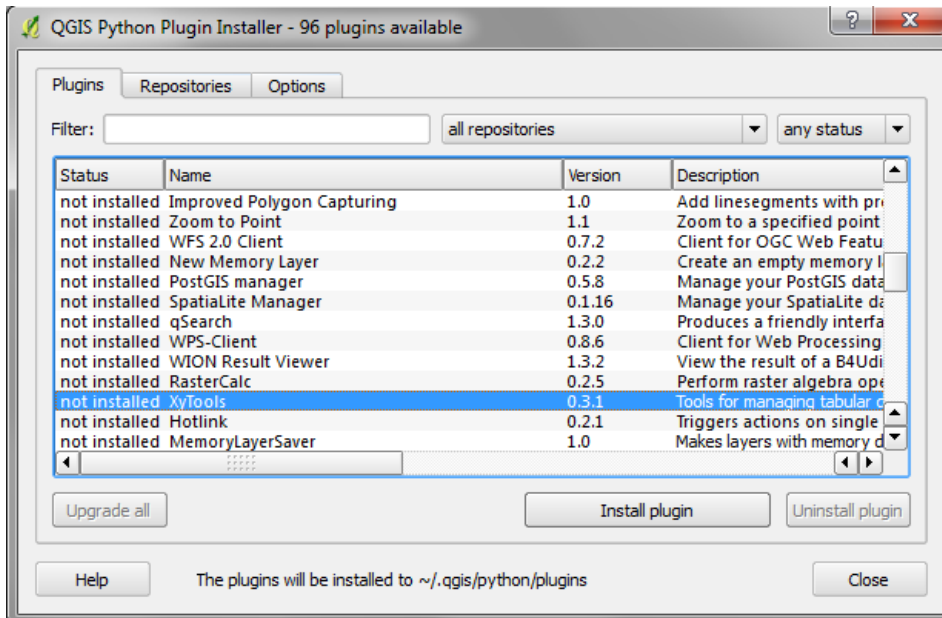 QGIS Python Plugin Installer - 96 plugins available
Plugins Repositories Options
Filter: all repositories any status
Status Name Version Description
not installed Improved Polygon Capturing 1.0 Add linesegments with pre
not installed Zoom to Point 1.1 Zoom to a specified point
not installed WFS 2.0 Client 0.7.2 Client for OGC Web Featu
not installed New Memory Layer 0.2.2 Create an empty memory l
not installed PostGIS manager 0.5.8 Manage your PostGIS data
not installed SpatiaLite Manager 0.1.16 Manage your SpatiaLite da
not installed qSearch 1.3.0 Produces a friendly interfa
not installed WPS-Client 0.8.6 Client for Web Processing
not installed WION Result Viewer 1.3.2 View the result of a B4Udi
not installed RasterCalc 0.2.5 Perform raster algebra ope
not installed XyTools 0.3.1 Tools for managing tabular d
not installed Hotlink 0.2.1 Triggers actions on single
not installed MemoryLayerSaver 1.0 Makes layers with memory d
Upgrade all Install plugin Uninstall plugin
Help The plugins will be installed to ~/.qgis/python/plugins Close